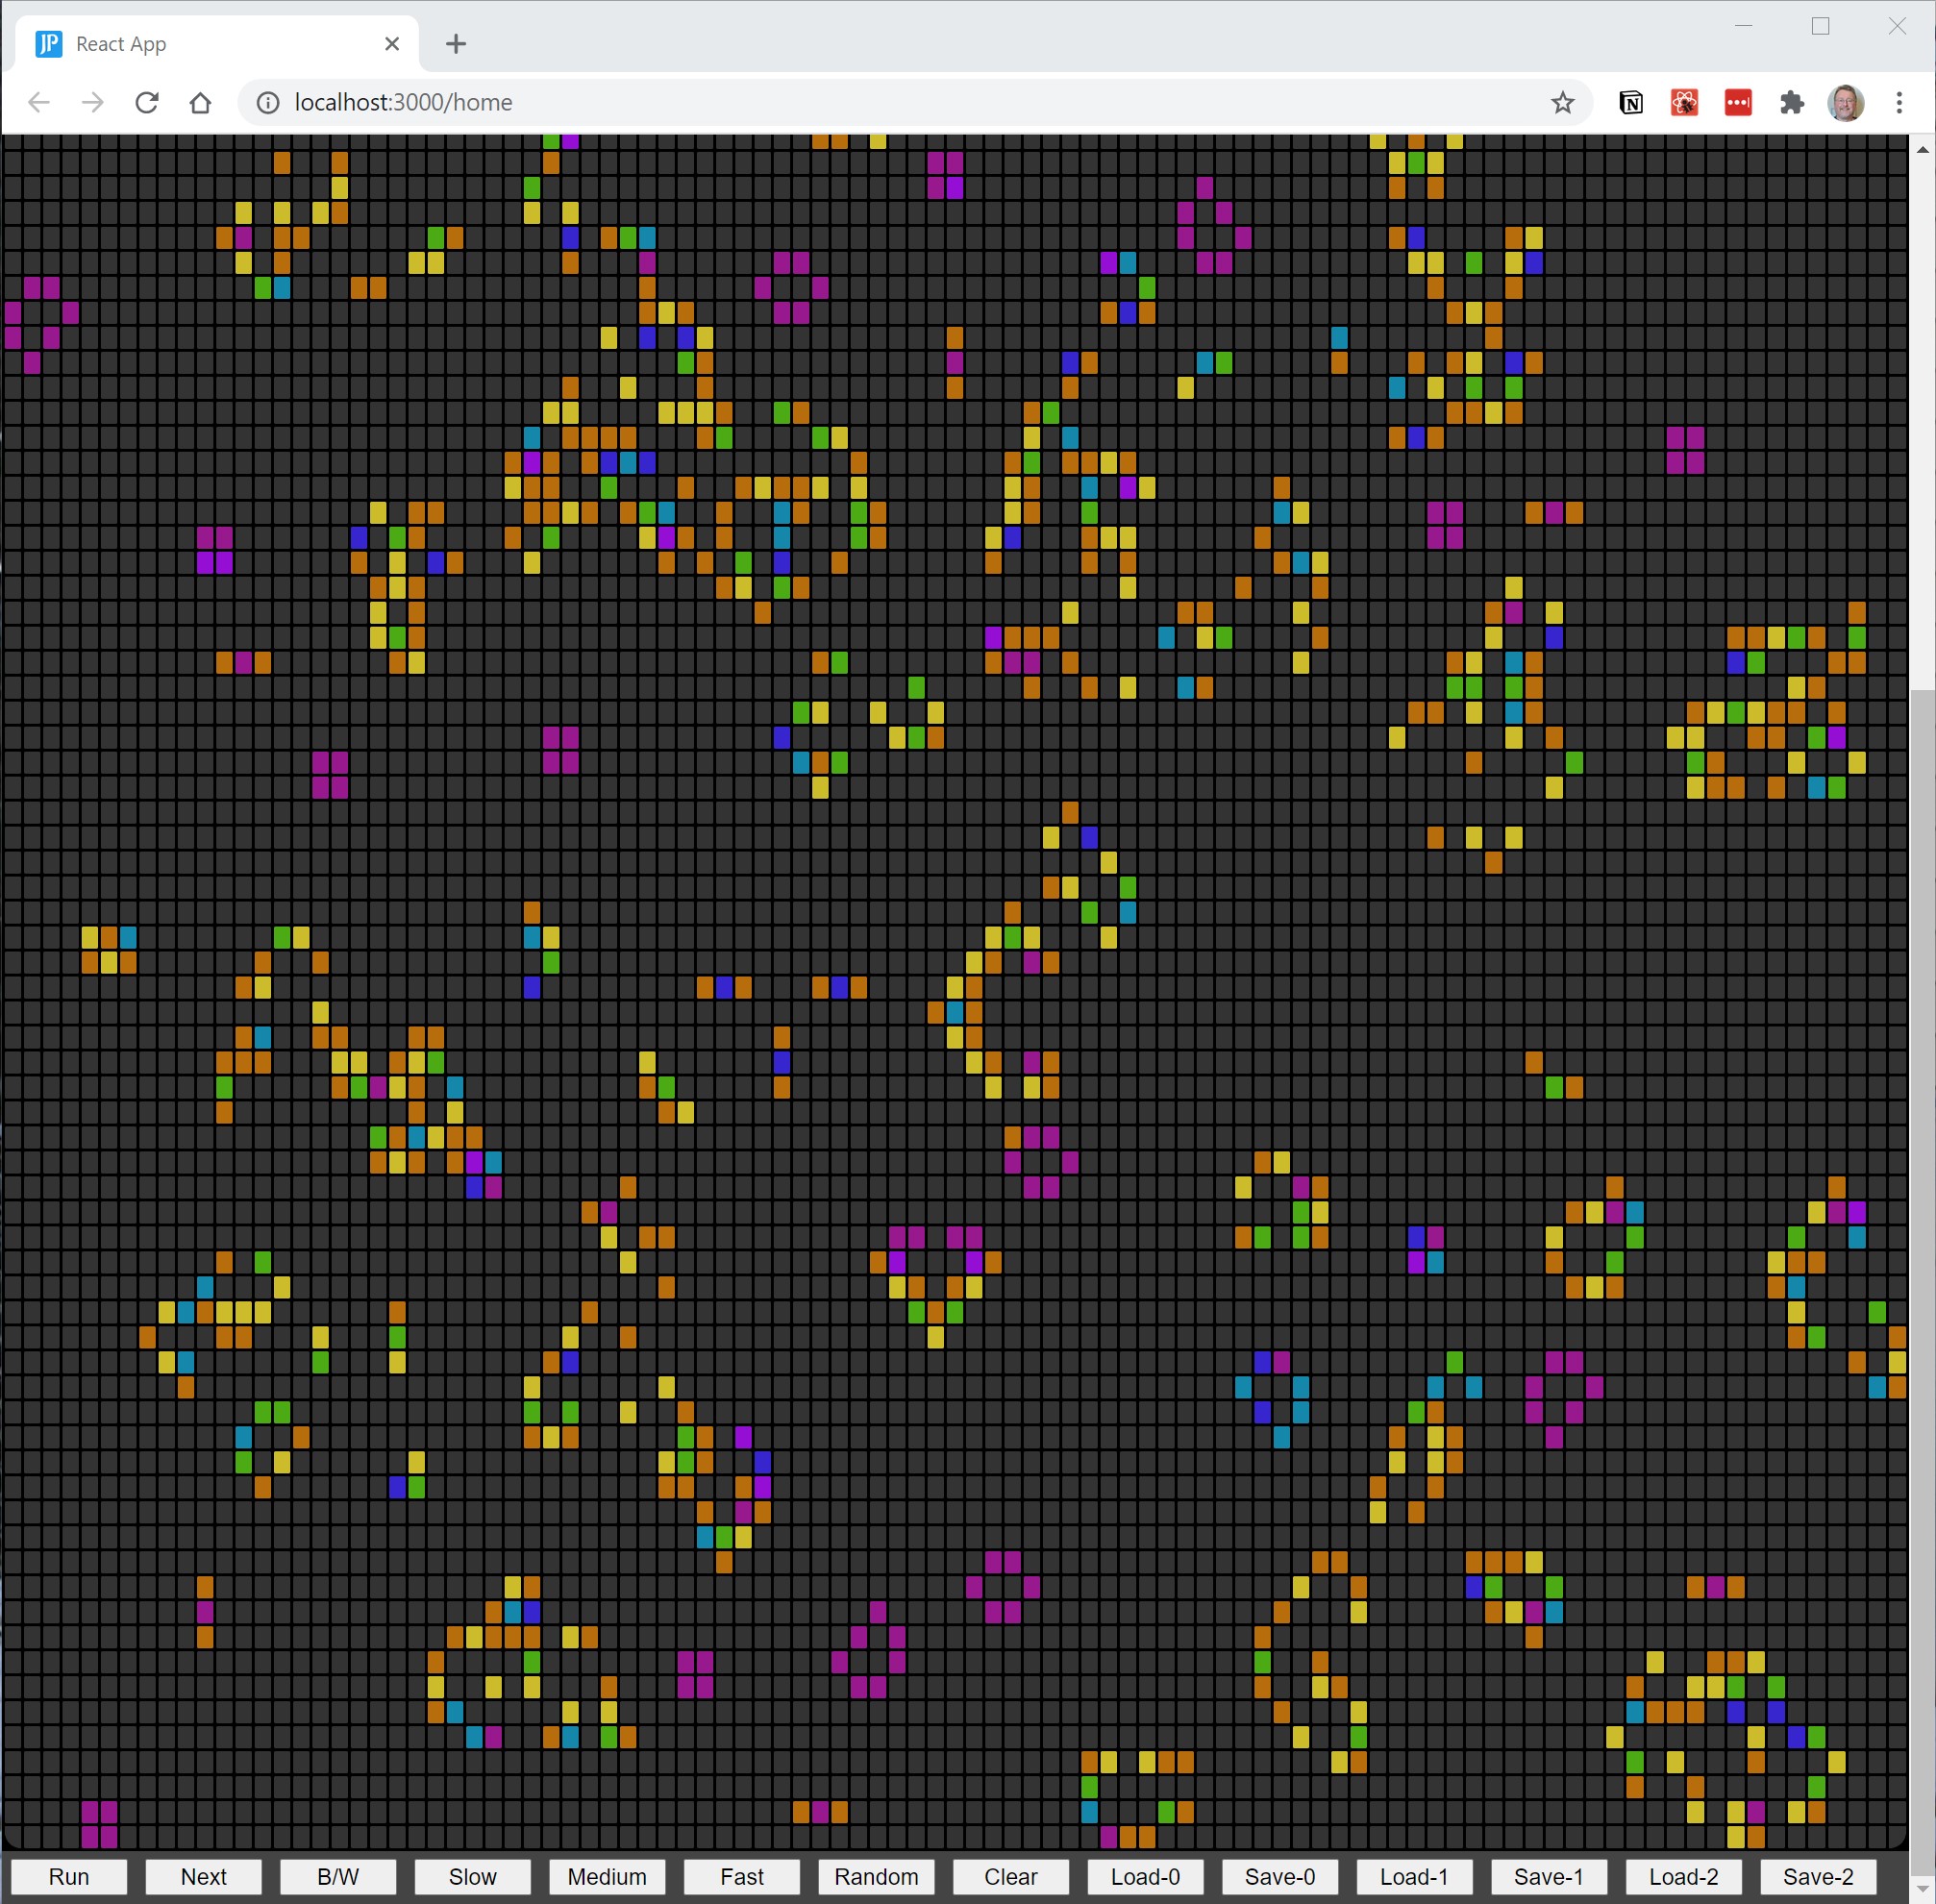 JP React App
localhost:3000/home
N
Run Next B/W Slow Medium Fast Random Clear Load-0 Save-0 Load-1 Save-1 Load-2 Save-2